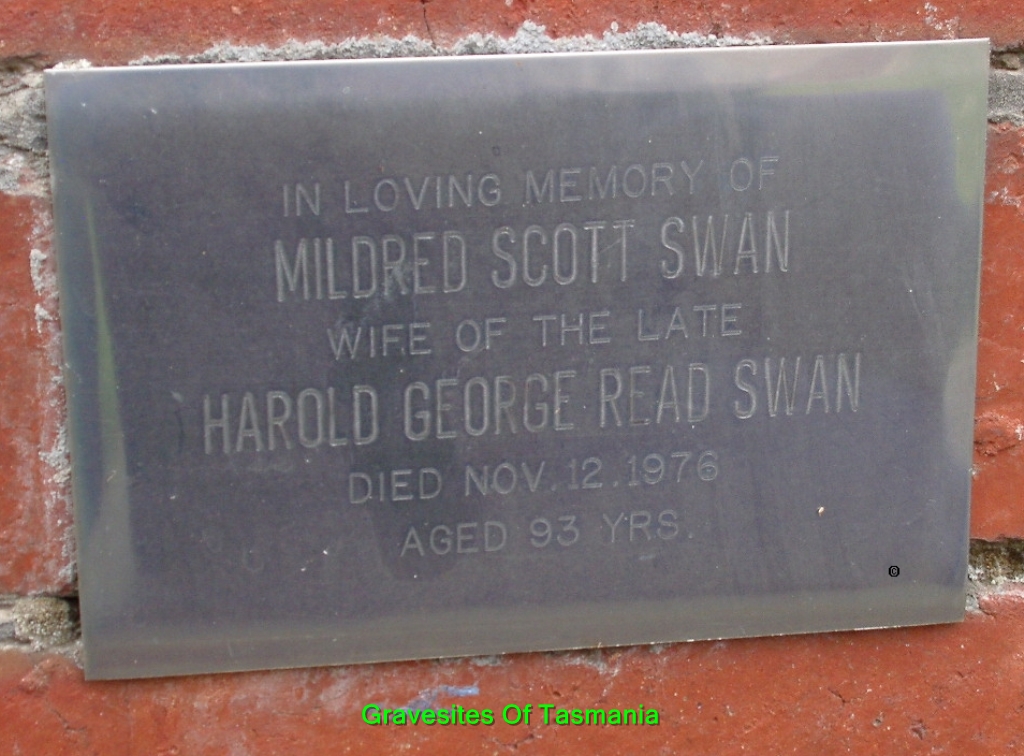 IN LOVING MEMORY OF
MILDRED SCOTT SWAN
WIFE OF THE LATE
HAROLD GEORGE READ SWAN
DIED NOV. 12. 1976
AGED 93 YRS.
©
Gravesites Of Tasmania